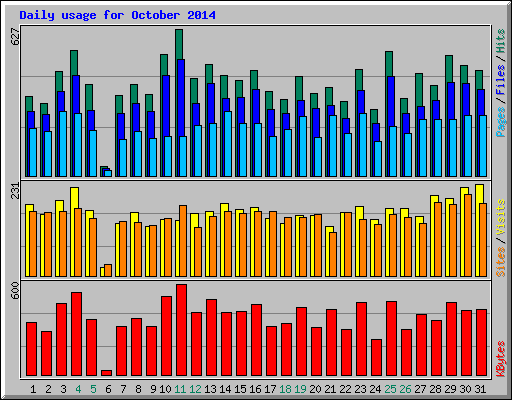 Daily usage for October 2014
627
Pages / Files / Hits
231
Sites / Visits
600
KBytes
1 2 3 4 5 6 7 8 9 10 11 12 13 14 15 16 17 18 19 20 21 22 23 24 25 26 27 28 29 30 31